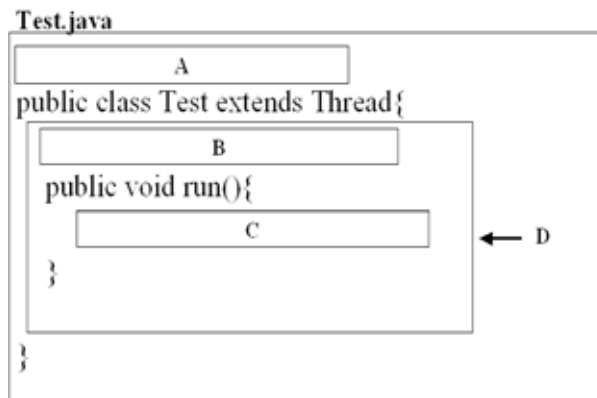 Test.java
A
public class Test extends Thread{
B
public void run(){
C
D
}
}